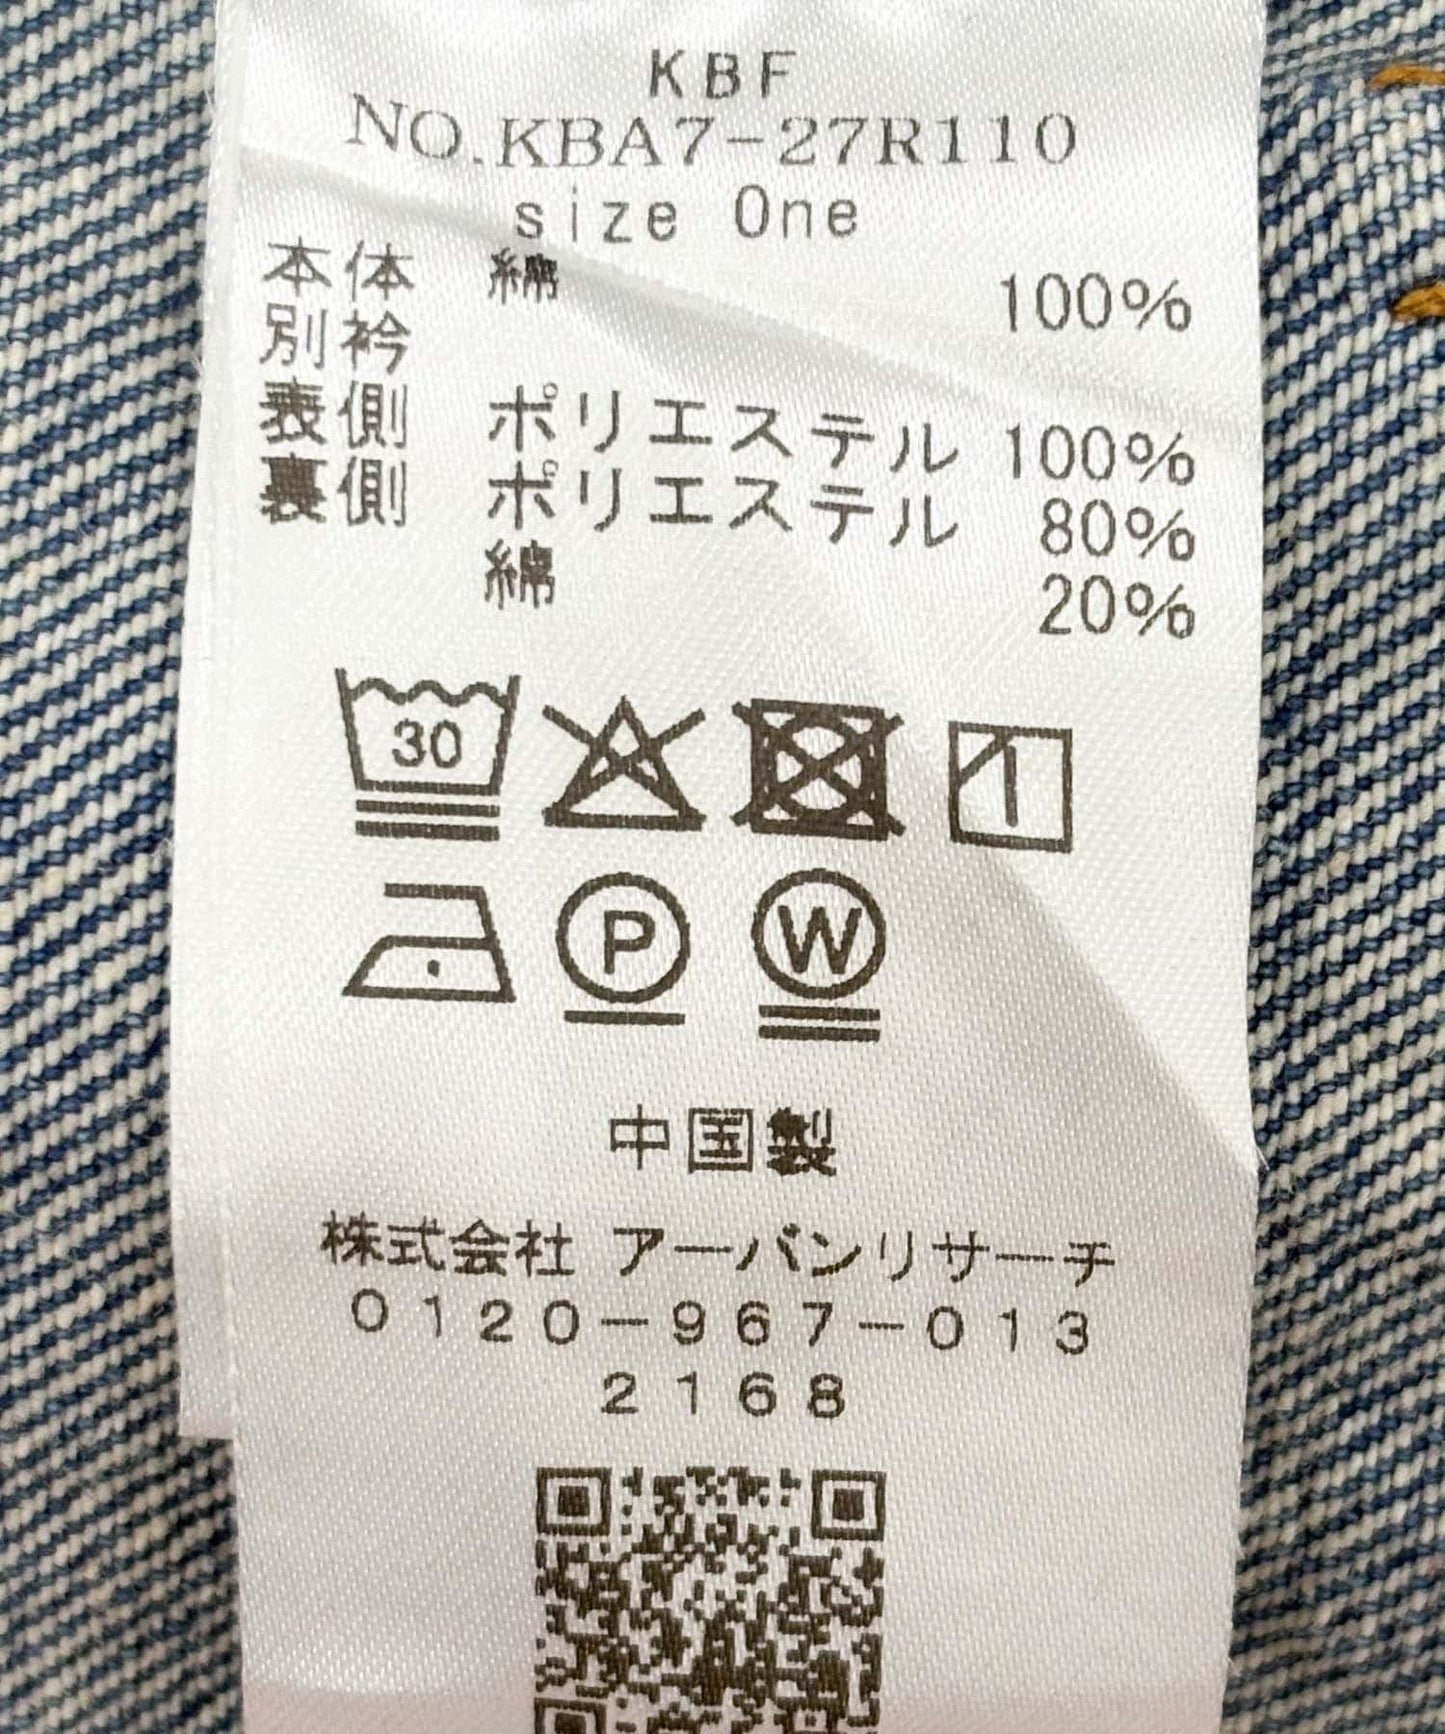 KBF
NO.KBA7-27R110
size One
本体 綿 100%
別衿
表側 ポリエステル 100%
裏側 ポリエステル 80%
綿 20%
30
P W
中国製
株式会社 アーバンリサーチ
0120-967-013
2168